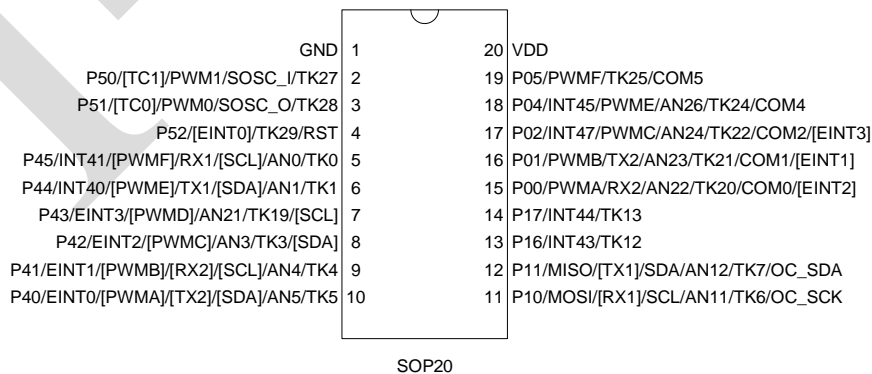 GND 1 20 VDD
P50/[TC1]/PWM1/SOSC_I/TK27 2 19 P05/PWMF/TK25/COM5
P51/[TC0]/PWM0/SOSC_O/TK28 3 18 P04/INT45/PWME/AN26/TK24/COM4
P52/[EINT0]/TK29/RST 4 17 P02/INT47/PWMC/AN24/TK22/COM2/[EINT3]
P45/INT41/[PWMF]/RX1/[SCL]/AN0/TK0 5 16 P01/PWMB/TX2/AN23/TK21/COM1/[EINT1]
P44/INT40/[PWME]/TX1/[SDA]/AN1/TK1 6 15 P00/PWMA/RX2/AN22/TK20/COM0/[EINT2]
P43/EINT3/[PWMD]/AN21/TK19/[SCL] 7 14 P17/INT44/TK13
P42/EINT2/[PWMC]/AN3/TK3/[SDA] 8 13 P16/INT43/TK12
P41/EINT1/[PWMB]/[RX2]/[SCL]/AN4/TK4 9 12 P11/MISO/[TX1]/SDA/AN12/TK7/OC_SDA
P40/EINT0/[PWMA]/[TX2]/[SDA]/AN5/TK5 10 11 P10/MOSI/[RX1]/SCL/AN11/TK6/OC_SCK
SOP20